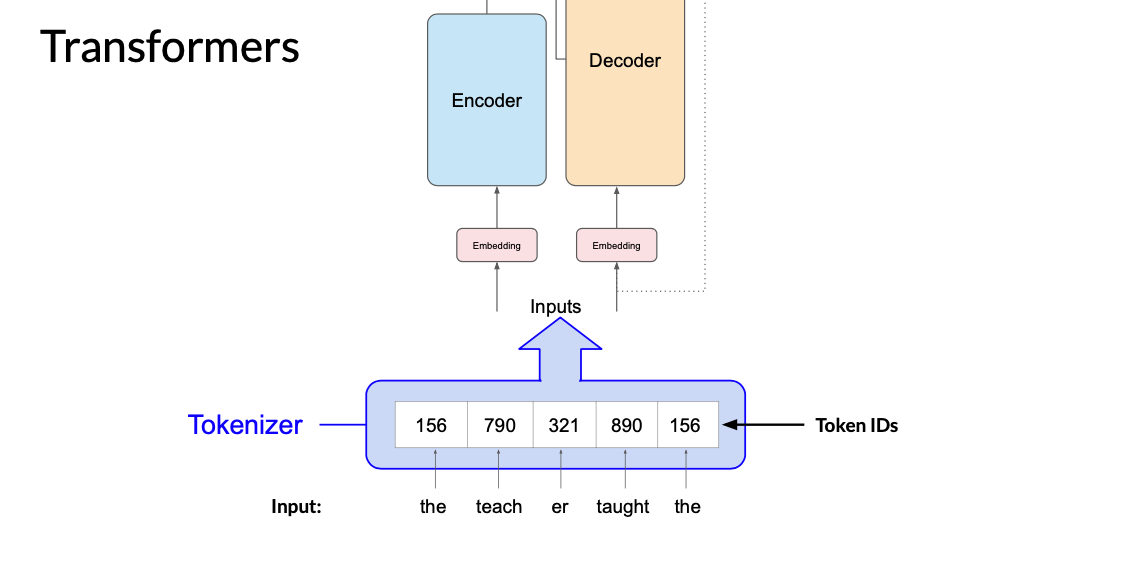 Transformers
Encoder
Decoder
Embedding
Embedding
Inputs
Tokenizer
156 790 321 890 156
Token IDs
Input: the teach er taught the